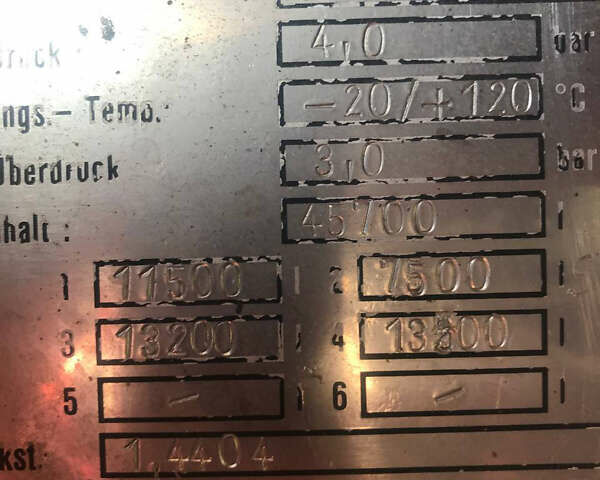 ruck : 4,0 bar
ngs.– Temp.: –20/+120 °C
Überdruck 3,0 bar
halt : 45700 l
1 11500 l 2 7500 l
3 13200 l 4 13500 l
5 – l 6 – l
kst.: 1.4404